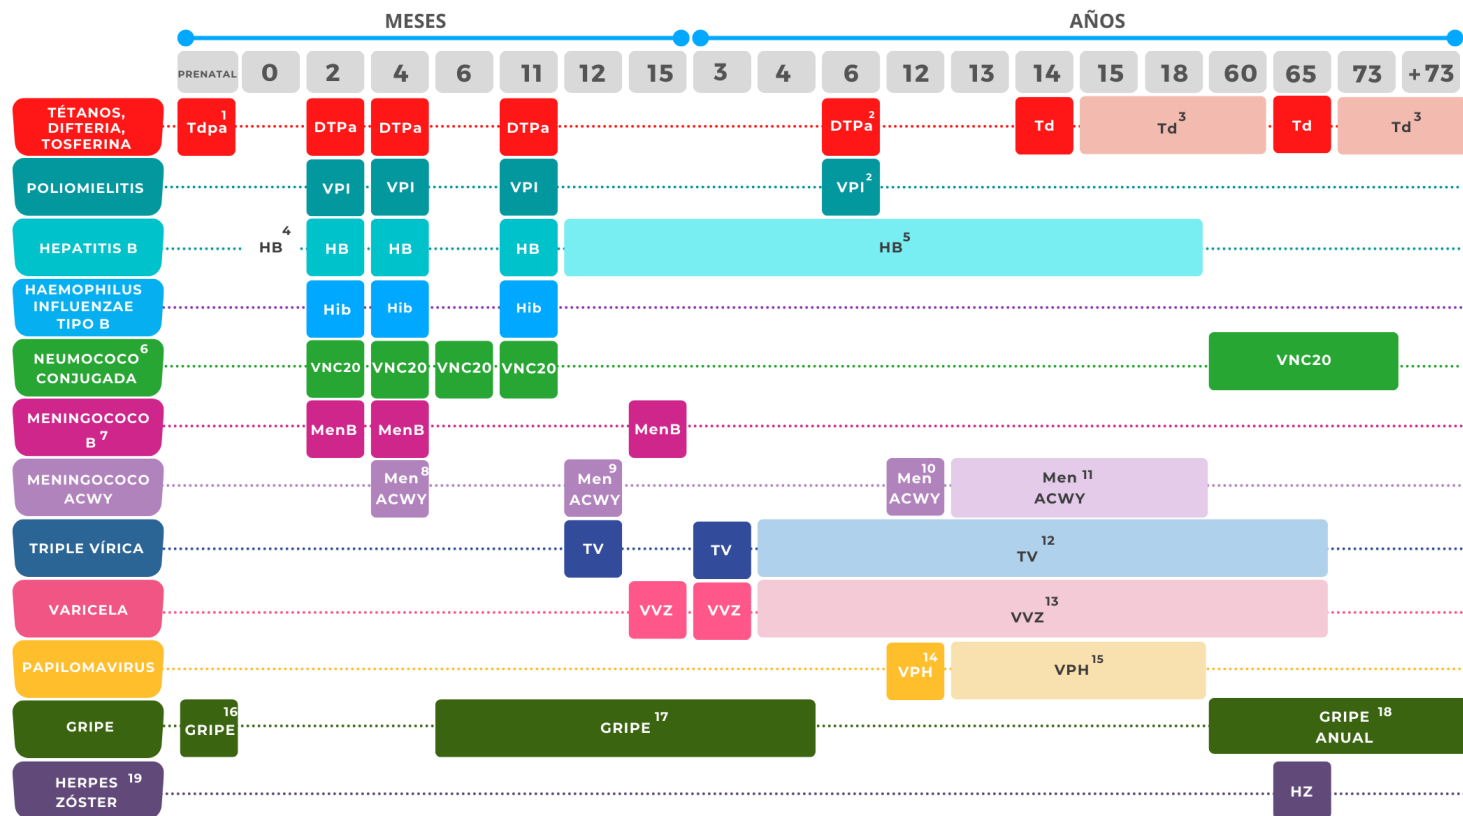 MESES AÑOS
PRENATAL 0 2 4 6 11 12 15 3 4 6 12 13 14 15 18 60 65 73 +73
TÉTANOS,
DIFTERIA,
TOSFERINA
Tdpa 1 DTPa DTPa DTPa DTPa 2 Td Td 3 Td Td 3
POLIOMIELITIS VPI VPI VPI VPI 2
HEPATITIS B HB 4 HB HB HB HB 5
HAEMOPHILUS
INFLUENZAE
TIPO B
Hib Hib Hib
NEUMOCOCO 6
CONJUGADA
VNC20 VNC20 VNC20 VNC20 VNC20
MENINGOCOCO
B 7
MenB MenB MenB
MENINGOCOCO
ACWY
Men 8
ACWY
Men 9
ACWY
Men 10
ACWY
Men 11
ACWY
TRIPLE VÍRICA TV TV TV 12
VARICELA VVZ VVZ VVZ 13
PAPILOMAVIRUS VPH 14 VPH 15
GRIPE GRIPE 16 GRIPE 17 GRIPE 18
ANUAL
HERPES 19
ZÓSTER
HZ